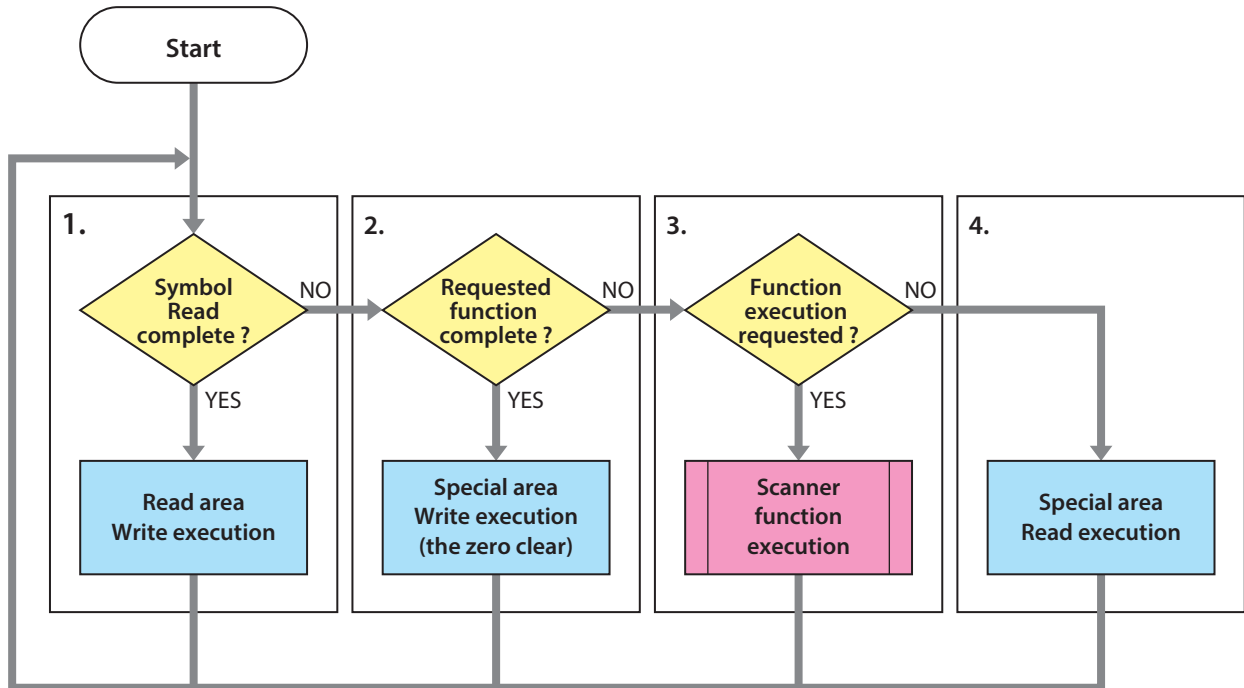 Start
1.
Symbol
Read
complete ?
NO
YES
Read area
Write execution
2.
Requested
function
complete ?
NO
YES
Special area
Write execution
(the zero clear)
3.
Function
execution
requested ?
NO
YES
Scanner
function
execution
4.
Special area
Read execution